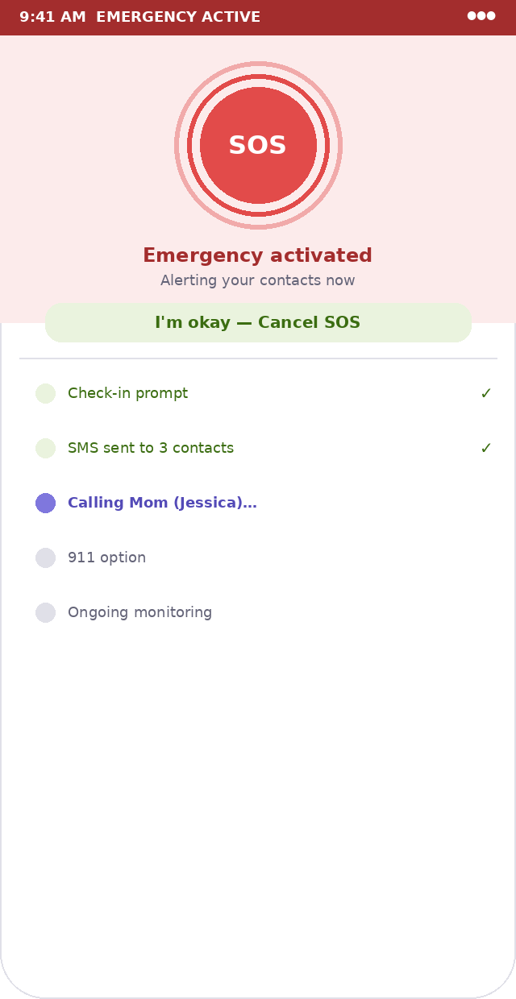 9:41 AM  EMERGENCY ACTIVE
SOS
Emergency activated
Alerting your contacts now
I'm okay — Cancel SOS
Check-in prompt ✓
SMS sent to 3 contacts ✓
Calling Mom (Jessica)…
911 option
Ongoing monitoring